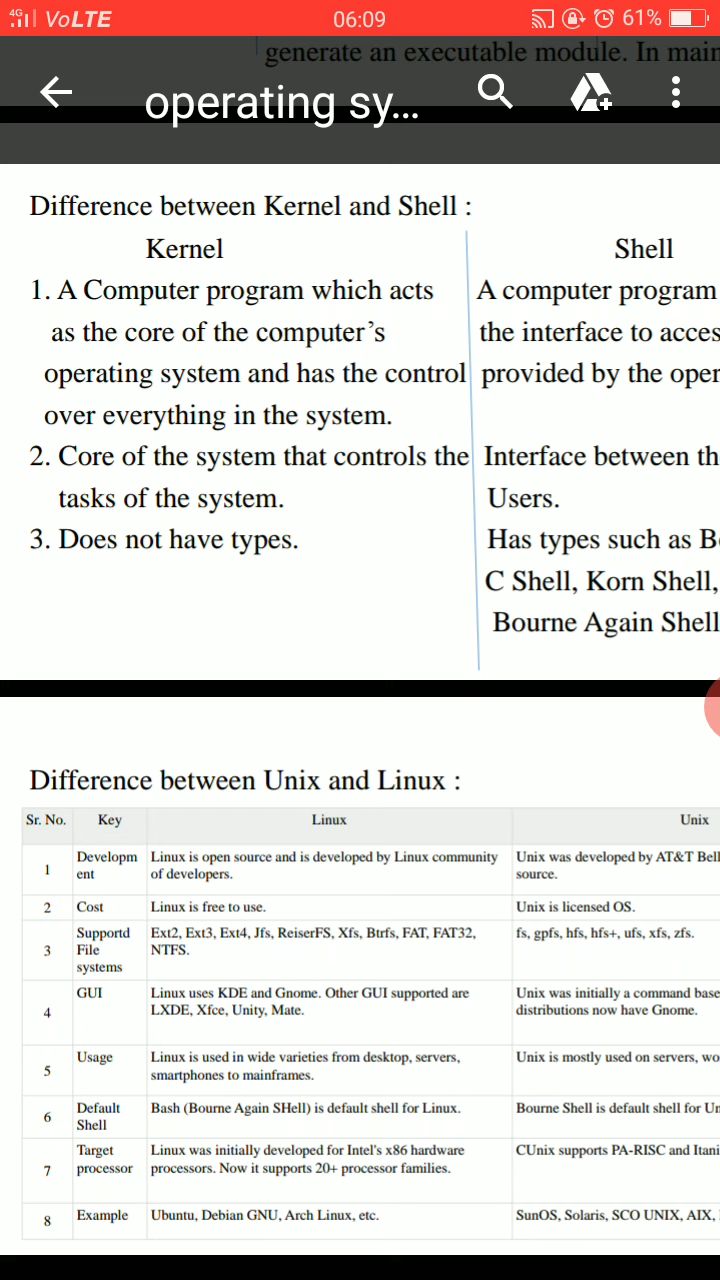 4G VoLTE 06:09 61%
generate an executable module. In
operating sy...
Difference between Kernel and Shell :
Kernel Shell
1. A Computer program which acts A computer program
as the core of the computer's the interface to
operating system and has the control provided by the
over everything in the system.
2. Core of the system that controls the Interface between
tasks of the system. Users.
3. Does not have types. Has types such as
C Shell, Korn Shell,
Bourne Again Shell
Difference between Unix and Linux :
Sr. No. Key Linux Unix
1 Developm Linux is open source and is developed by Linux community Unix was developed by AT&T Bell
ent of developers. source.
2 Cost Linux is free to use. Unix is licensed OS.
Supportd Ext2, Ext3, Ext4, Jfs, ReiserFS, Xfs, Btrfs, FAT, FAT32, fs, gpfs, hfs, hfs+, ufs, xfs, zfs.
3 File NTFS.
systems
GUI Linux uses KDE and Gnome. Other GUI supported are Unix was initially a command
4 LXDE, Xfce, Unity, Mate. distributions now have Gnome.
5 Usage Linux is used in wide varieties from desktop, servers, Unix is mostly used on servers,
smartphones to mainframes.
6 Default Bash (Bourne Again SHell) is default shell for Linux. Bourne Shell is default shell for
Shell
Target Linux was initially developed for Intel's x86 hardware CUnix supports PA-RISC and
7 processor processors. Now it supports 20+ processor families.
8 Example Ubuntu, Debian GNU, Arch Linux, etc. SunOS, Solaris, SCO UNIX, AIX,